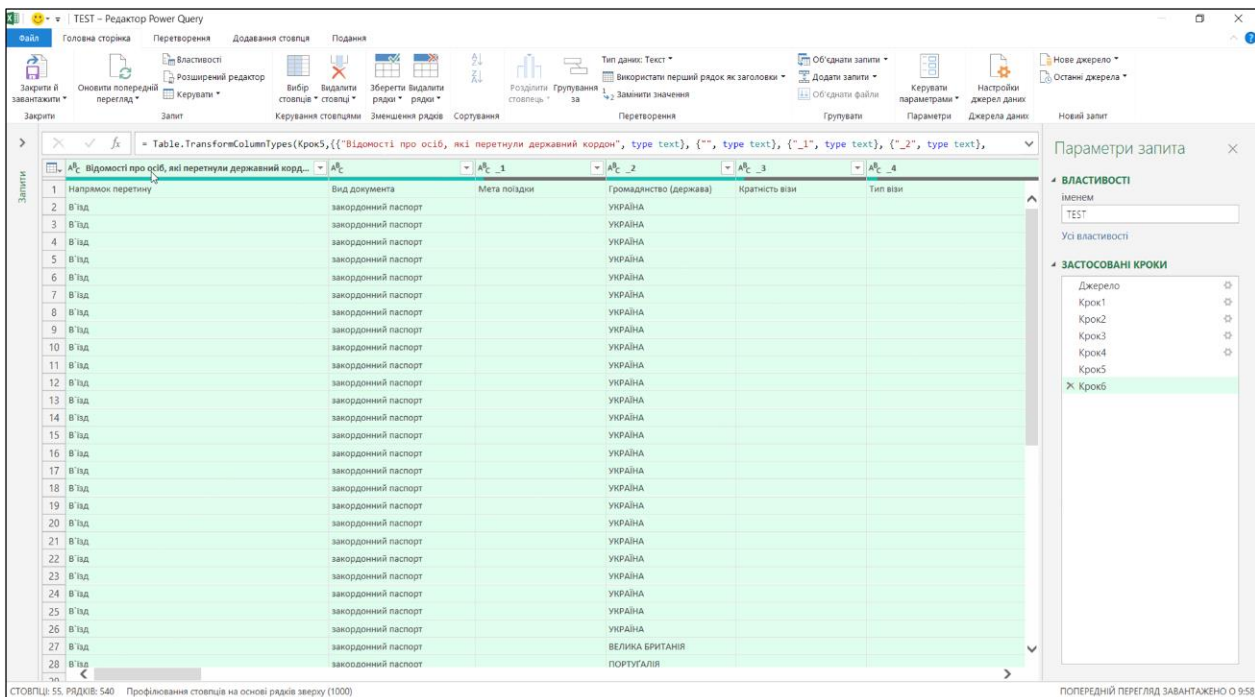 TEST – Редактор Power Query
Файл Головна сторінка Перетворення Додавання стовпця Подання
Закрити й завантажити
Закрити
Оновити попередній перегляд
Властивості
Розширений редактор
Керувати
Запит
Вибір стовпців
Видалити стовпці
Керування стовпцями
Зберегти рядки
Видалити рядки
Зменшення рядків
Сортування
Розділити стовпець
Групування за
Тип даних: Текст
Використати перший рядок як заголовки
Замінити значення
Перетворення
Об'єднати запити
Додати запити
Об'єднати файли
Групувати
Керувати параметрами
Параметри
Настройки джерел даних
Джерела даних
Нове джерело
Останні джерела
Новий запит
= Table.TransformColumnTypes(Крок5,{{"Відомості про осіб, які перетнули державний кордон", type text}, {"", type text}, {"_1", type text}, {"_2", type text},
Запити
Відомості про осіб, які перетнули державний корд... _1 _2 _3 _4
1 Напрямок перетину Вид документа Мета поїздки Громадянство (держава) Кратність візи Тип візи
2 В`їзд закордонний паспорт УКРАЇНА
3 В`їзд закордонний паспорт УКРАЇНА
4 В`їзд закордонний паспорт УКРАЇНА
5 В`їзд закордонний паспорт УКРАЇНА
6 В`їзд закордонний паспорт УКРАЇНА
7 В`їзд закордонний паспорт УКРАЇНА
8 В`їзд закордонний паспорт УКРАЇНА
9 В`їзд закордонний паспорт УКРАЇНА
10 В`їзд закордонний паспорт УКРАЇНА
11 В`їзд закордонний паспорт УКРАЇНА
12 В`їзд закордонний паспорт УКРАЇНА
13 В`їзд закордонний паспорт УКРАЇНА
14 В`їзд закордонний паспорт УКРАЇНА
15 В`їзд закордонний паспорт УКРАЇНА
16 В`їзд закордонний паспорт УКРАЇНА
17 В`їзд закордонний паспорт УКРАЇНА
18 В`їзд закордонний паспорт УКРАЇНА
19 В`їзд закордонний паспорт УКРАЇНА
20 В`їзд закордонний паспорт УКРАЇНА
21 В`їзд закордонний паспорт УКРАЇНА
22 В`їзд закордонний паспорт УКРАЇНА
23 В`їзд закордонний паспорт УКРАЇНА
24 В`їзд закордонний паспорт УКРАЇНА
25 В`їзд закордонний паспорт УКРАЇНА
26 В`їзд закордонний паспорт УКРАЇНА
27 В`їзд закордонний паспорт ВЕЛИКА БРИТАНІЯ
28 В`їзд закордонний паспорт ПОРТУГАЛІЯ
Параметри запита
ВЛАСТИВОСТІ
іменем
TEST
Усі властивості
ЗАСТОСОВАНІ КРОКИ
Джерело
Крок1
Крок2
Крок3
Крок4
Крок5
Крок6
СТОВПЦІ: 55, РЯДКІВ: 540 Профілювання стовпців на основі рядків зверху (1000)
ПОПЕРЕДНІЙ ПЕРЕГЛЯД ЗАВАНТАЖЕНО О 9:58